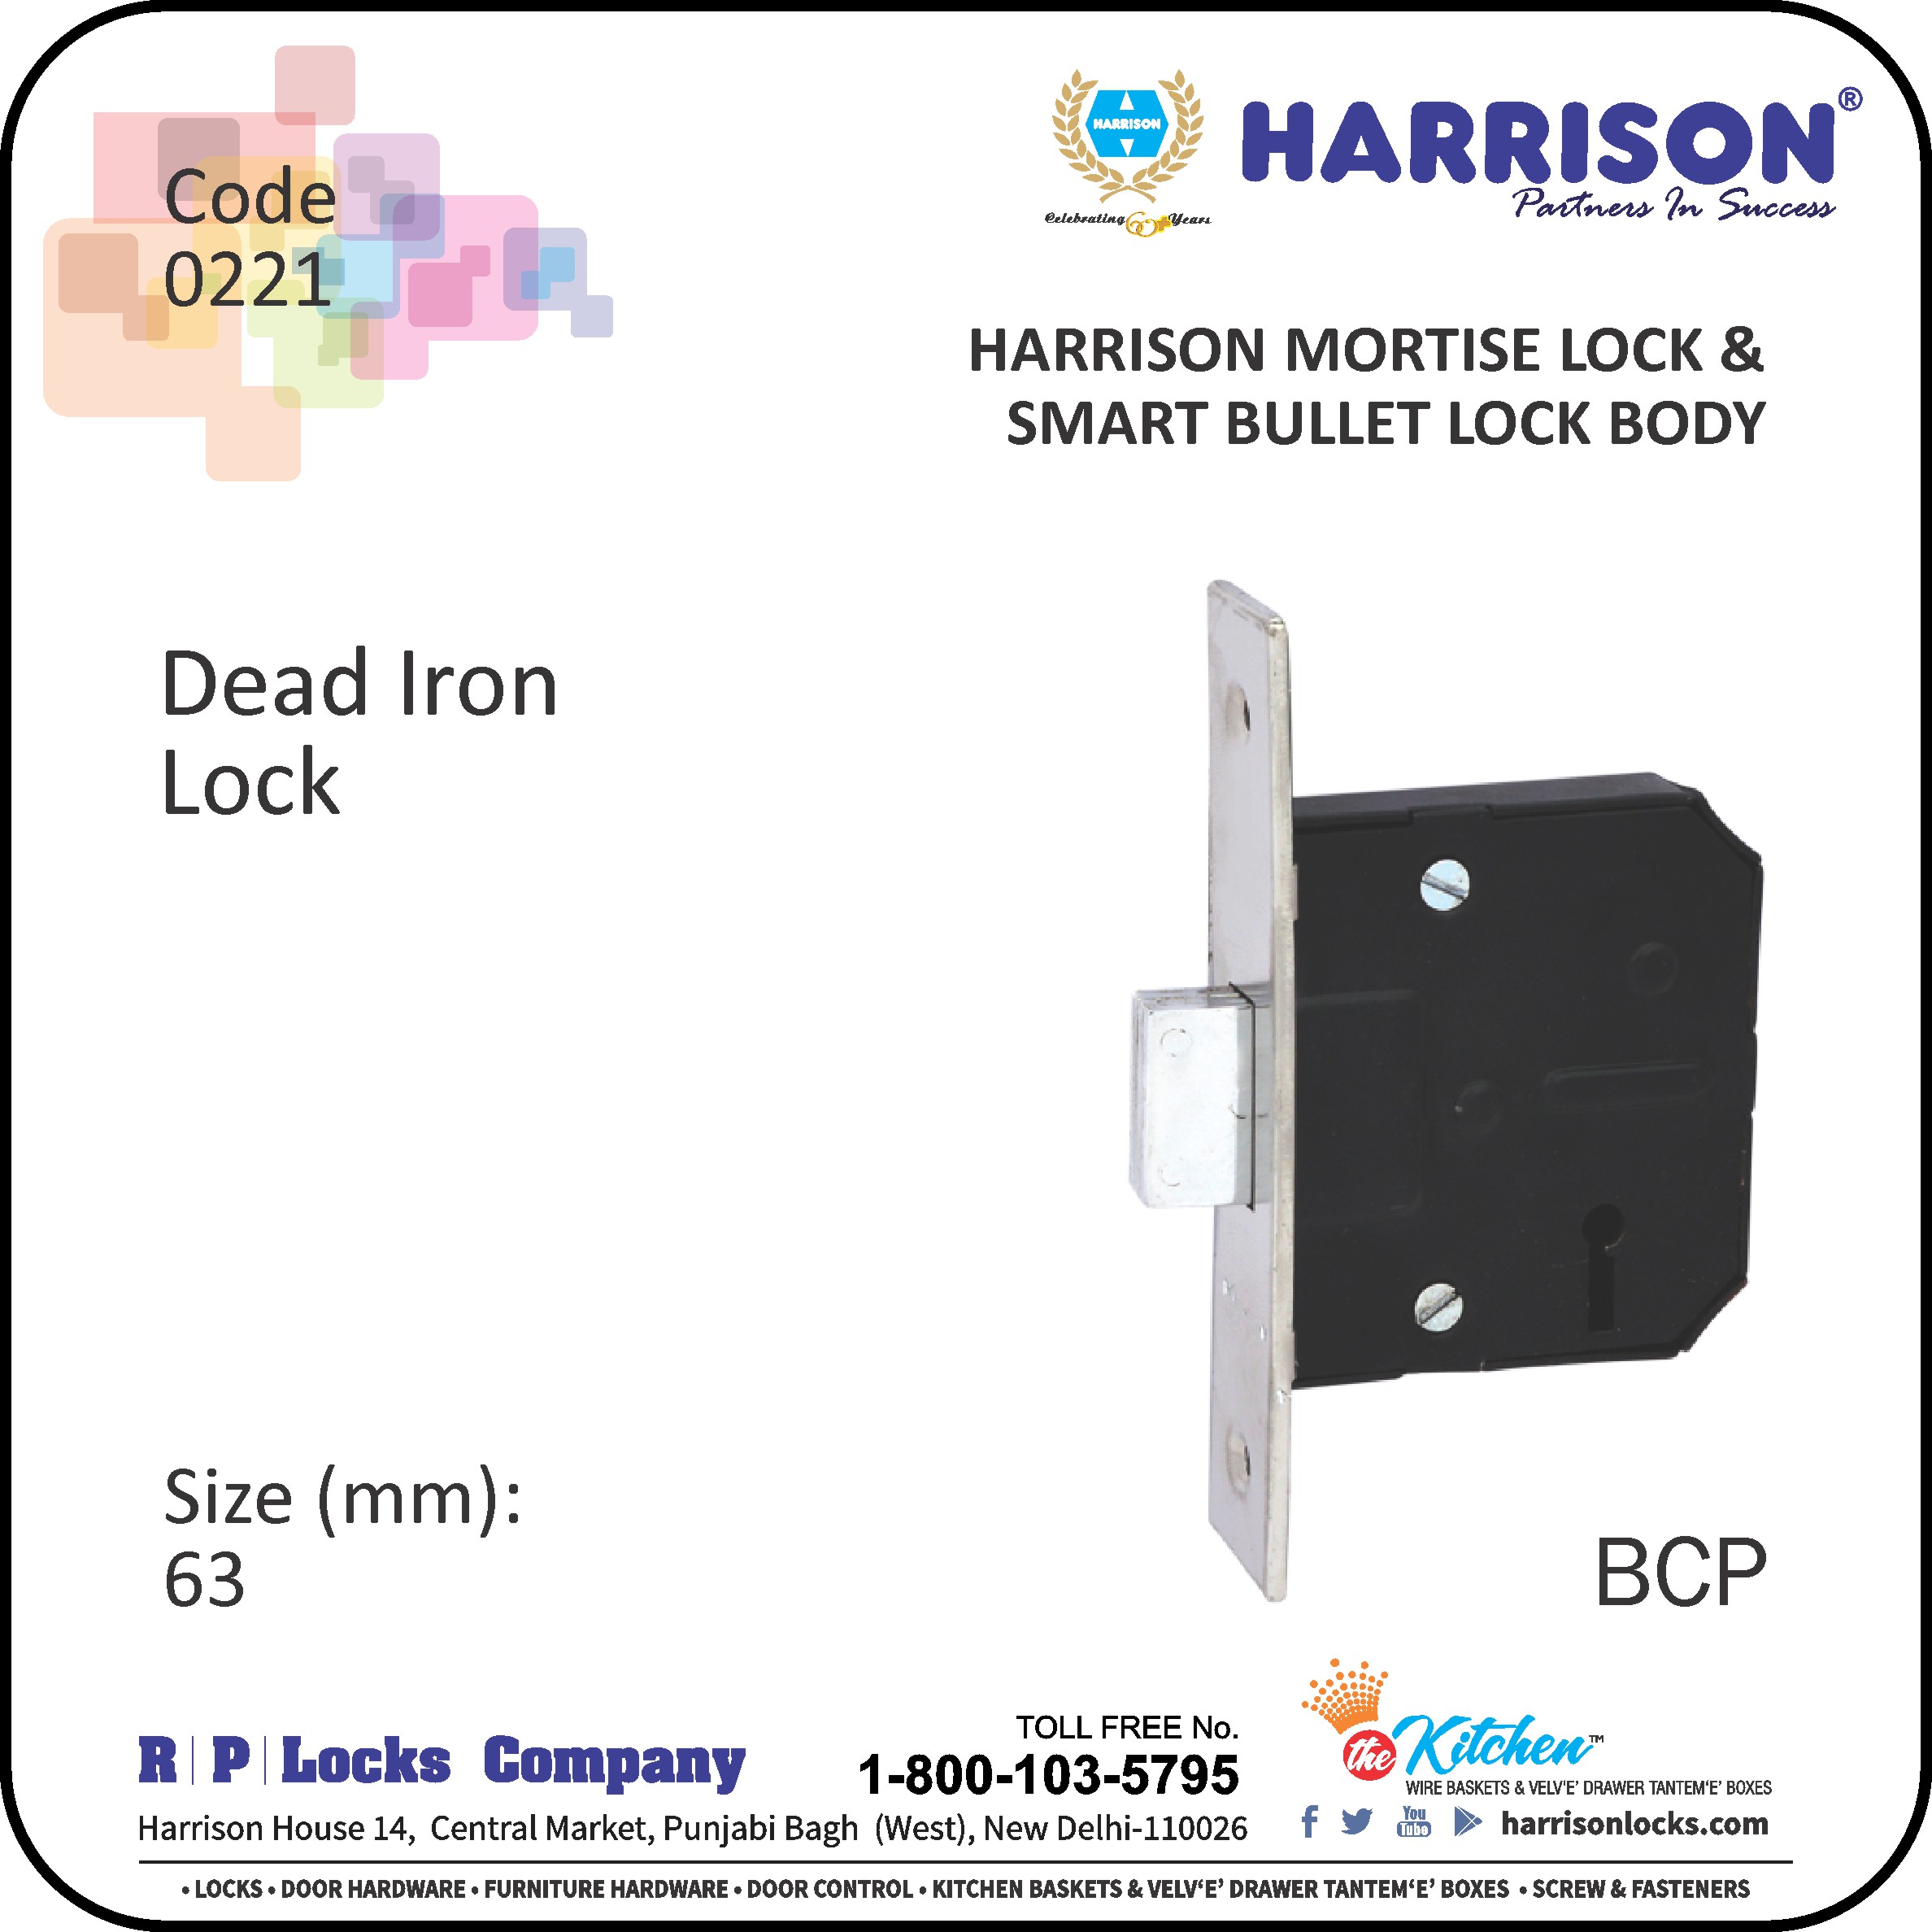 Code
0221
HARRISON
HARRISON®
Partners In Success
Celebrating 60+ Years
HARRISON MORTISE LOCK &
SMART BULLET LOCK BODY
Dead Iron
Lock
Size (mm):
63
BCP
R P Locks Company
TOLL FREE No.
1-800-103-5795
the Kitchen™
WIRE BASKETS & VELV'E' DRAWER TANTEM'E' BOXES
Harrison House 14, Central Market, Punjabi Bagh (West), New Delhi-110026
f You Tube harrisonlocks.com
• LOCKS • DOOR HARDWARE • FURNITURE HARDWARE • DOOR CONTROL • KITCHEN BASKETS & VELV‘E’ DRAWER TANTEM‘E’ BOXES • SCREW & FASTENERS